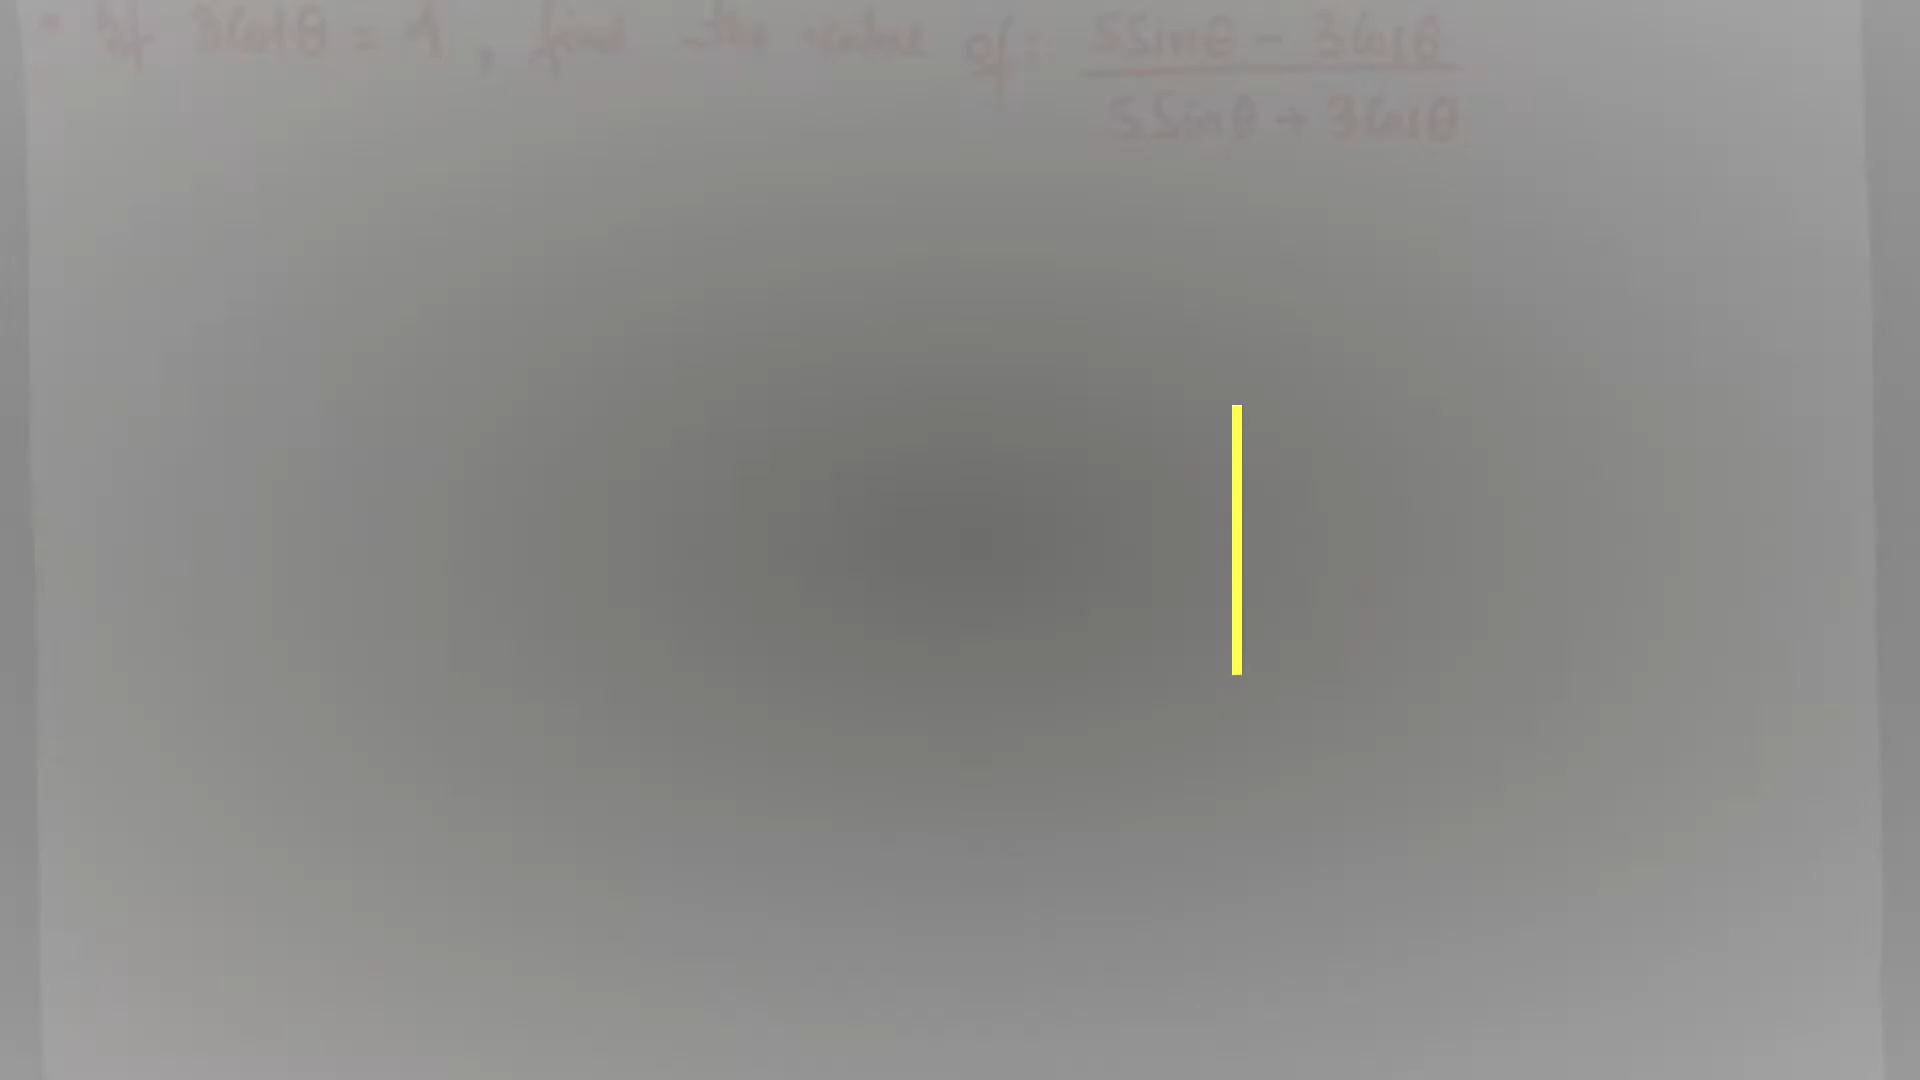 • If 3Cotθ = 4, find the value of: 5Sinθ - 3Cosθ
5Sinθ + 3Cosθ